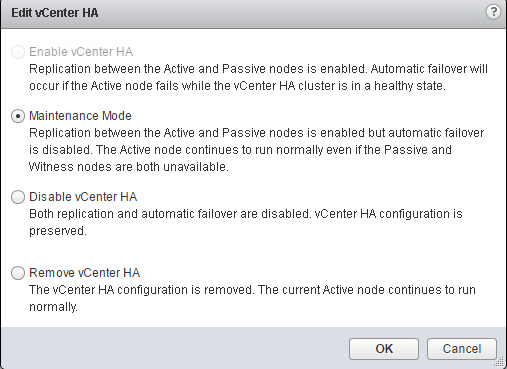 Edit vCenter HA
?
Enable vCenter HA
Replication between the Active and Passive nodes is enabled. Automatic failover will
occur if the Active node fails while the vCenter HA cluster is in a healthy state.
Maintenance Mode
Replication between the Active and Passive nodes is enabled but automatic failover
is disabled. The Active node continues to run normally even if the Passive and
Witness nodes are both unavailable.
Disable vCenter HA
Both replication and automatic failover are disabled. vCenter HA configuration is
preserved.
Remove vCenter HA
The vCenter HA configuration is removed. The current Active node continues to run
normally.
OK
Cancel